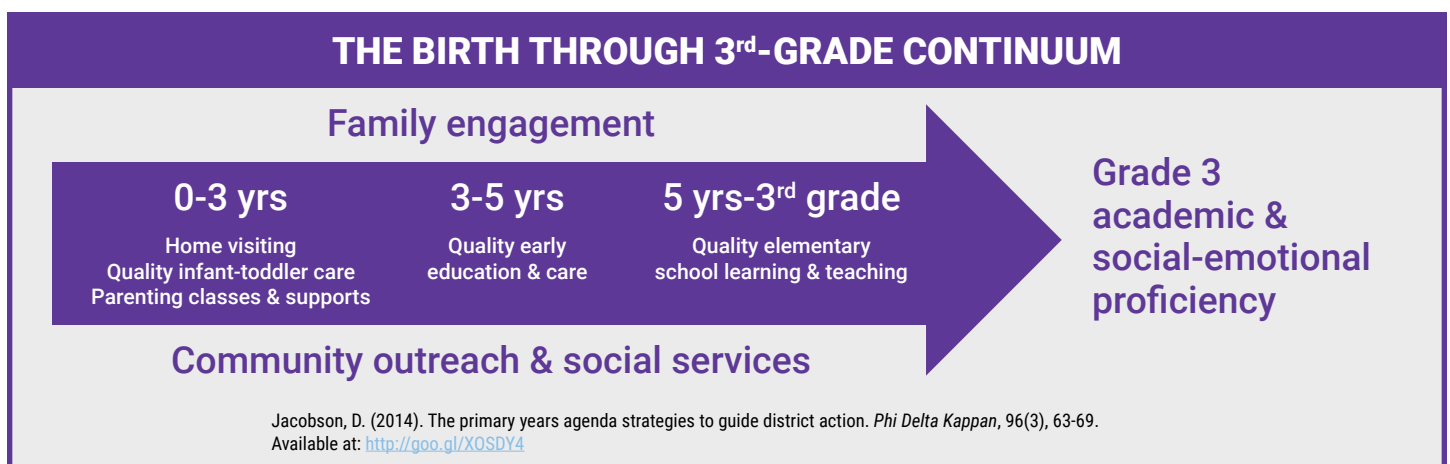 THE BIRTH THROUGH 3rd-GRADE CONTINUUM
Family engagement
0-3 yrs
Home visiting
Quality infant-toddler care
Parenting classes & supports
3-5 yrs
Quality early
education & care
5 yrs-3rd grade
Quality elementary
school learning & teaching
Grade 3
academic &
social-emotional
proficiency
Community outreach & social services
Jacobson, D. (2014). The primary years agenda strategies to guide district action. Phi Delta Kappan, 96(3), 63-69.
Available at: http://goo.gl/XOSDY4